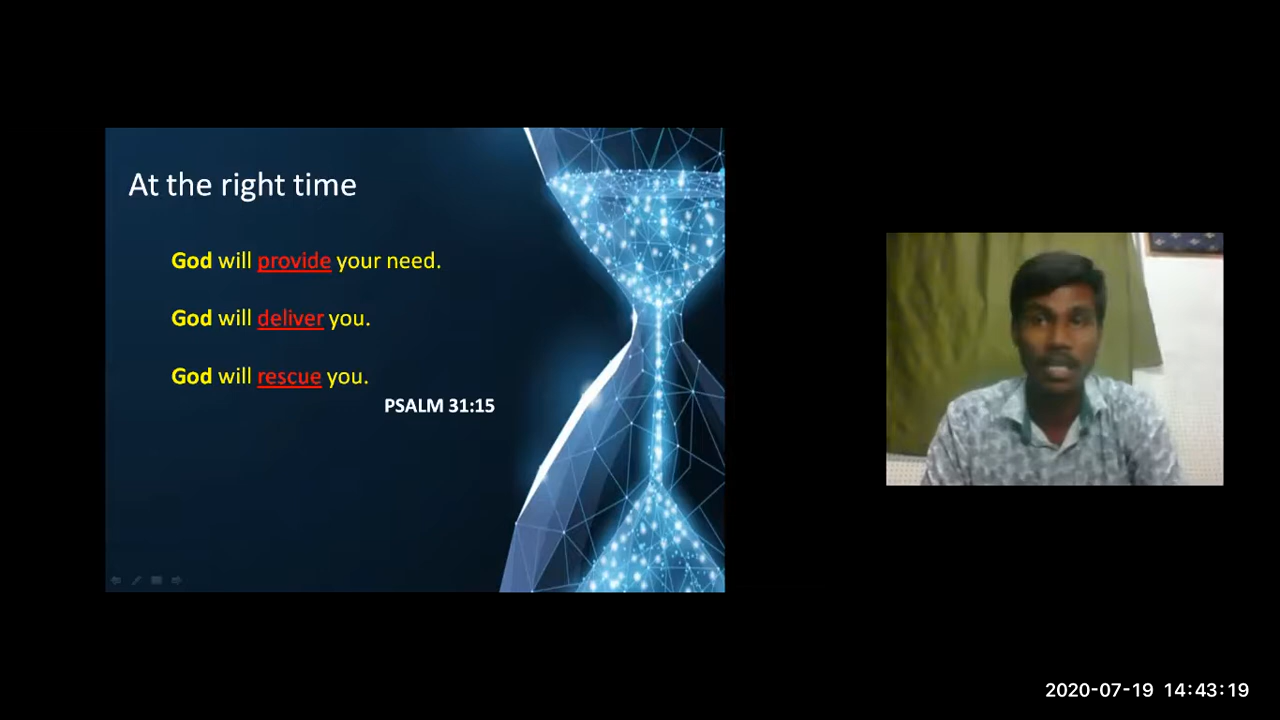 At the right time
God will provide your need.
God will deliver you.
God will rescue you.
PSALM 31:15
2020-07-19 14:43:19